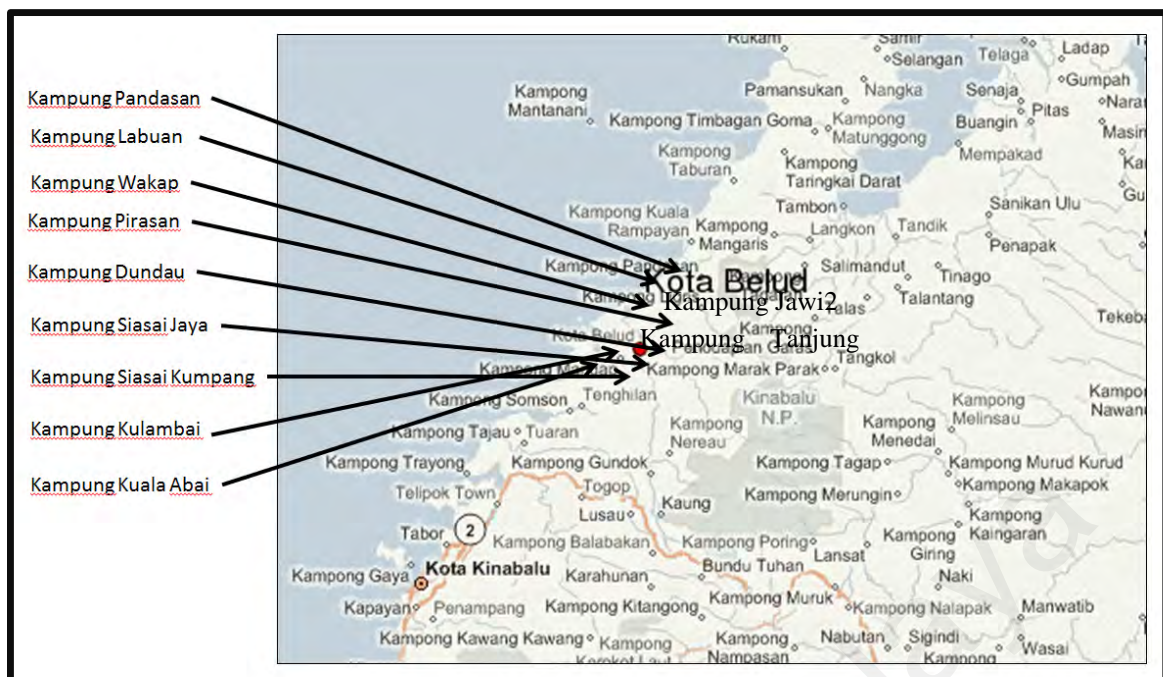 Kampung Pandasan
Kampung Labuan
Kampung Wakap
Kampung Pirasan
Kampung Dundau
Kampung Siasai Jaya
Kampung Siasai Kumpang
Kampung Kulambai
Kampung Kuala Abai
Rukam
Samir
Selangan
Telaga
Ladap
Kampong
Mantanani
Pamansukan
Nangka
Senaja
Gumpah
Pitas
Kampong Timbagan Goma
Kampong
Matunggong
Buangin
Kampong
Taburan
Kampong
Taringkai Darat
Mempakad
Kampong Kuala
Rampayan
Kampong
Mangaris
Tambon
Langkon
Tandik
Sanikan Ulu
Penapak
Kampong
Kota Belud
Salimandut
Tinago
Talantang
Kampung Jawi2
Kampong
Kota Belud
Kampung Tanjung
Tangkol
Kampong Marak Parak
Kampong Somson
Tenghilan
Kinabalu
N.P.
Kampong
Nereau
Kampong
Melinsau
Kampong
Menedai
Kampong Tajau
Tuaran
Kampong Trayong
Kampong Gundok
Kampong Tagap
Kampong Murud Kurud
Kampong Makapok
Telipok Town
Togop
Lusau
Kaung
Kampong Merungin
Kampong
Kaingaran
Tabor
2
Kampong Balabakan
Kampong Poring
Lansat
Kampong
Giring
Kampong Gaya
Kota Kinabalu
Karahunan
Bundu Tuhan
Naki
Kapayan
Penampang
Kampong Kitangong
Kampong Muruk
Kampong Nalapak
Manwatib
Kampong Kawang Kawang
Kampong
Kampong
Nampasan
Nabutan
Sigindi
Kampong
Wasai